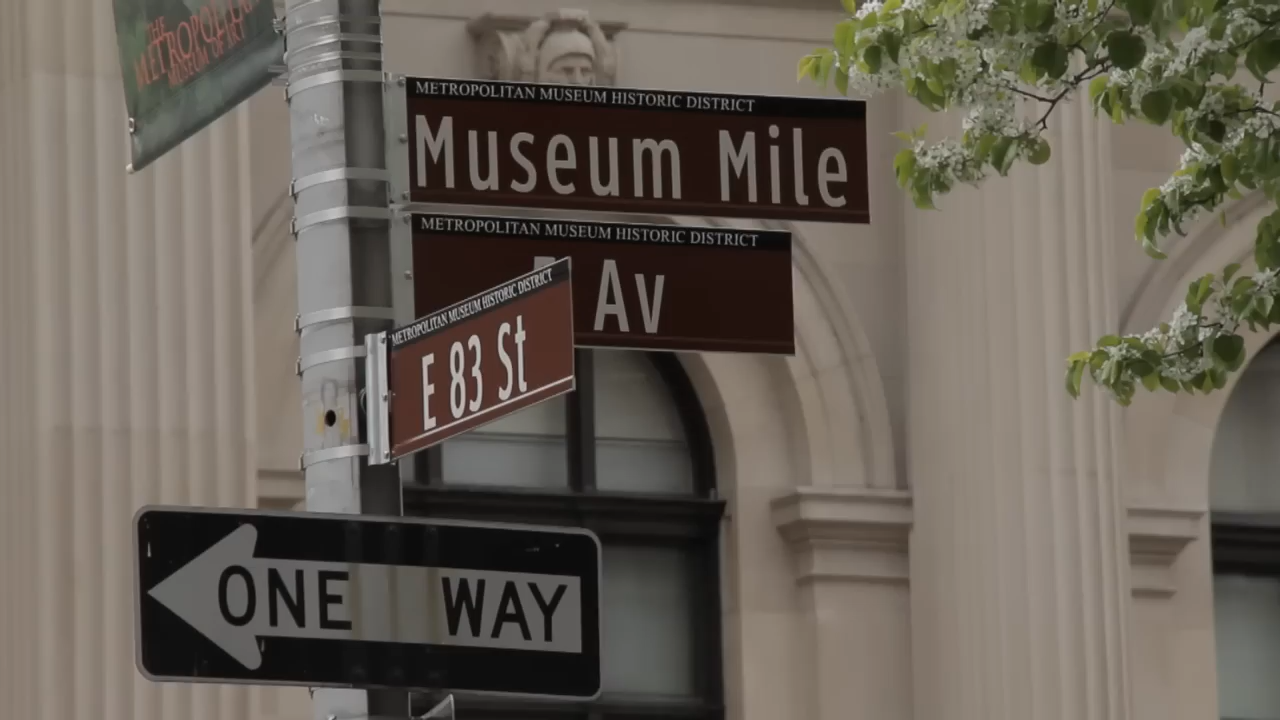 THE
METROPOLITAN
MUSEUM OF ART
METROPOLITAN MUSEUM HISTORIC DISTRICT
Museum Mile
METROPOLITAN MUSEUM HISTORIC DISTRICT
Av
METROPOLITAN MUSEUM HISTORIC DISTRICT
E 83 St
ONE WAY